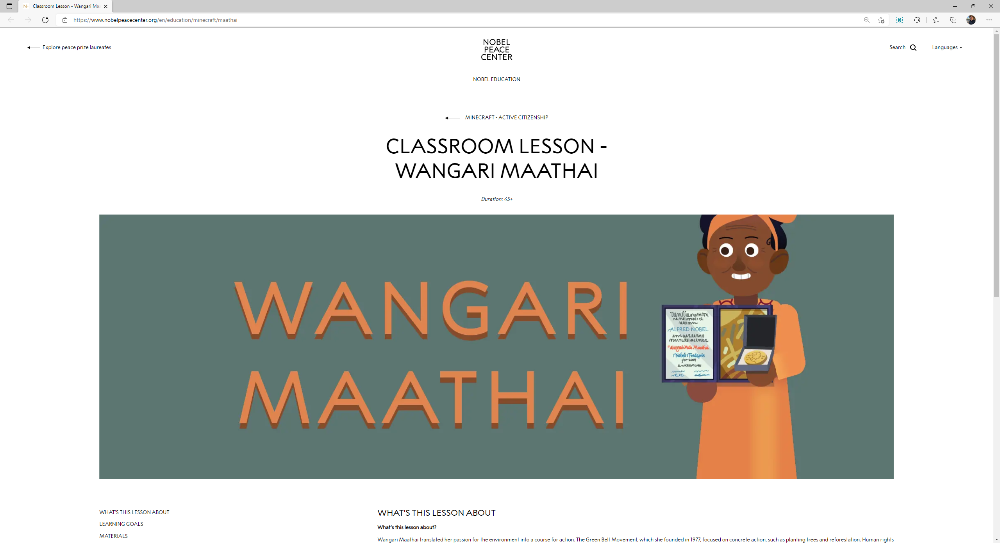 Classroom Lesson - Wangari Maa
https://www.nobelpeacecenter.org/en/education/minecraft/maathai
Explore peace prize laureates
NOBEL
PEACE
CENTER
Search
Languages
NOBEL EDUCATION
MINECRAFT - ACTIVE CITIZENSHIP
CLASSROOM LESSON -
WANGARI MAATHAI
Duration: 45+
WANGARI
MAATHAI
ALFRED NOBEL
Wangari Muta Maathai
Nobels Fredspris
for 2004
WHAT'S THIS LESSON ABOUT
LEARNING GOALS
MATERIALS
WHAT'S THIS LESSON ABOUT
What's this lesson about?
Wangari Maathai translated her passion for the environment into a course for action. The Green Belt Movement, which she founded in 1977, focused on concrete action, such as planting trees and reforestation. Human rights